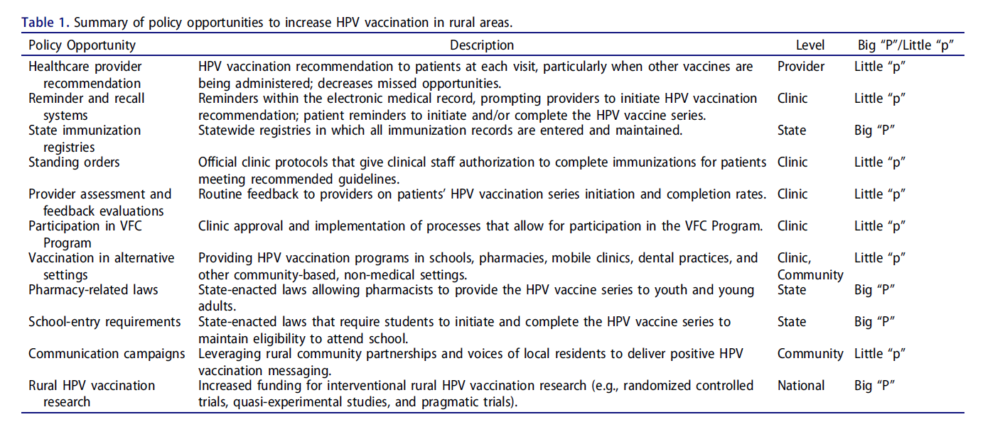 Table 1. Summary of policy opportunities to increase HPV vaccination in rural areas.
Policy Opportunity Description Level Big “P”/Little “p”
Healthcare provider HPV vaccination recommendation to patients at each visit, particularly when other vaccines are Provider Little “p”
recommendation being administered; decreases missed opportunities.
Reminder and recall Reminders within the electronic medical record, prompting providers to initiate HPV vaccination Clinic Little “p”
systems recommendation; patient reminders to initiate and/or complete the HPV vaccine series.
State immunization Statewide registries in which all immunization records are entered and maintained. State Big “P”
registries
Standing orders Official clinic protocols that give clinical staff authorization to complete immunizations for patients Clinic Little “p”
meeting recommended guidelines.
Provider assessment and Routine feedback to providers on patients’ HPV vaccination series initiation and completion rates. Clinic Little “p”
feedback evaluations
Participation in VFC Clinic approval and implementation of processes that allow for participation in the VFC Program. Clinic Little “p”
Program
Vaccination in alternative Providing HPV vaccination programs in schools, pharmacies, mobile clinics, dental practices, and Clinic, Little “p”
settings other community-based, non-medical settings. Community
Pharmacy-related laws State-enacted laws allowing pharmacists to provide the HPV vaccine series to youth and young State Big “P”
adults.
School-entry requirements State-enacted laws that require students to initiate and complete the HPV vaccine series to State Big “P”
maintain eligibility to attend school.
Communication campaigns Leveraging rural community partnerships and voices of local residents to deliver positive HPV Community Little “p”
vaccination messaging.
Rural HPV vaccination Increased funding for interventional rural HPV vaccination research (e.g., randomized controlled National Big “P”
research trials, quasi-experimental studies, and pragmatic trials).